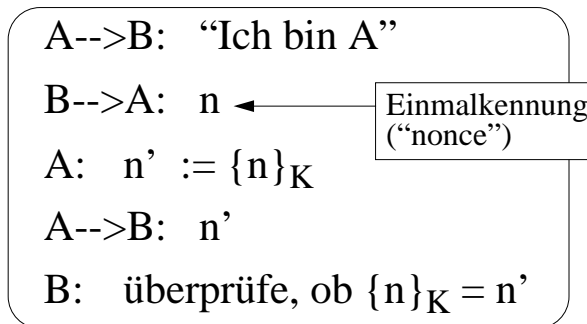 A-->B: “Ich bin A”
B-->A: n
Einmalkennung
(“nonce”)
A: n’ := {n}K
A-->B: n’
B: überprüfe, ob {n}K = n’